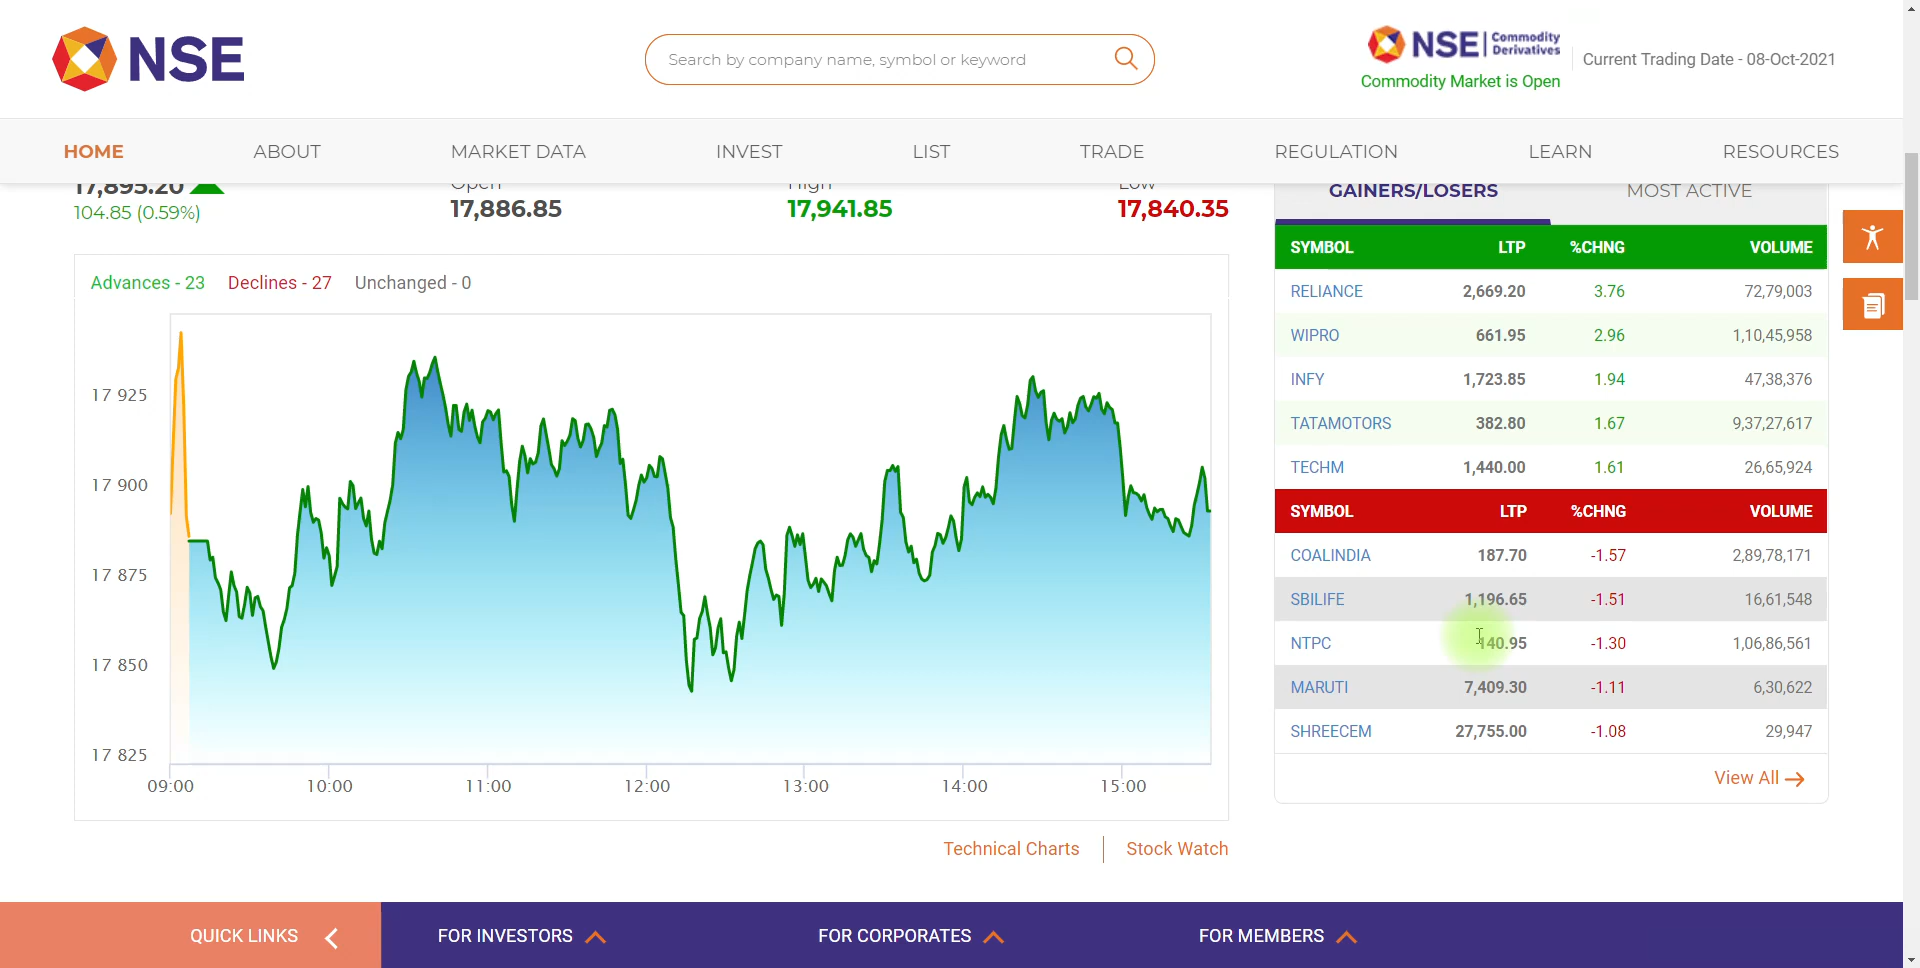 NSE
Search by company name, symbol or keyword
NSE | Commodity Derivatives
Commodity Market is Open
Current Trading Date - 08-Oct-2021
HOME ABOUT MARKET DATA INVEST LIST TRADE REGULATION LEARN RESOURCES
17,895.20 Open High Low
104.85 (0.59%) 17,886.85 17,941.85 17,840.35
GAINERS/LOSERS MOST ACTIVE
Advances - 23 Declines - 27 Unchanged - 0
17 925
17 900
17 875
17 850
17 825
09:00 10:00 11:00 12:00 13:00 14:00 15:00
Technical Charts | Stock Watch
SYMBOL LTP %CHNG VOLUME
RELIANCE 2,669.20 3.76 72,79,003
WIPRO 661.95 2.96 1,10,45,958
INFY 1,723.85 1.94 47,38,376
TATAMOTORS 382.80 1.67 9,37,27,617
TECHM 1,440.00 1.61 26,65,924
SYMBOL LTP %CHNG VOLUME
COALINDIA 187.70 -1.57 2,89,78,171
SBILIFE 1,196.65 -1.51 16,61,548
NTPC 140.95 -1.30 1,06,86,561
MARUTI 7,409.30 -1.11 6,30,622
SHREECEM 27,755.00 -1.08 29,947
View All
QUICK LINKS FOR INVESTORS FOR CORPORATES FOR MEMBERS